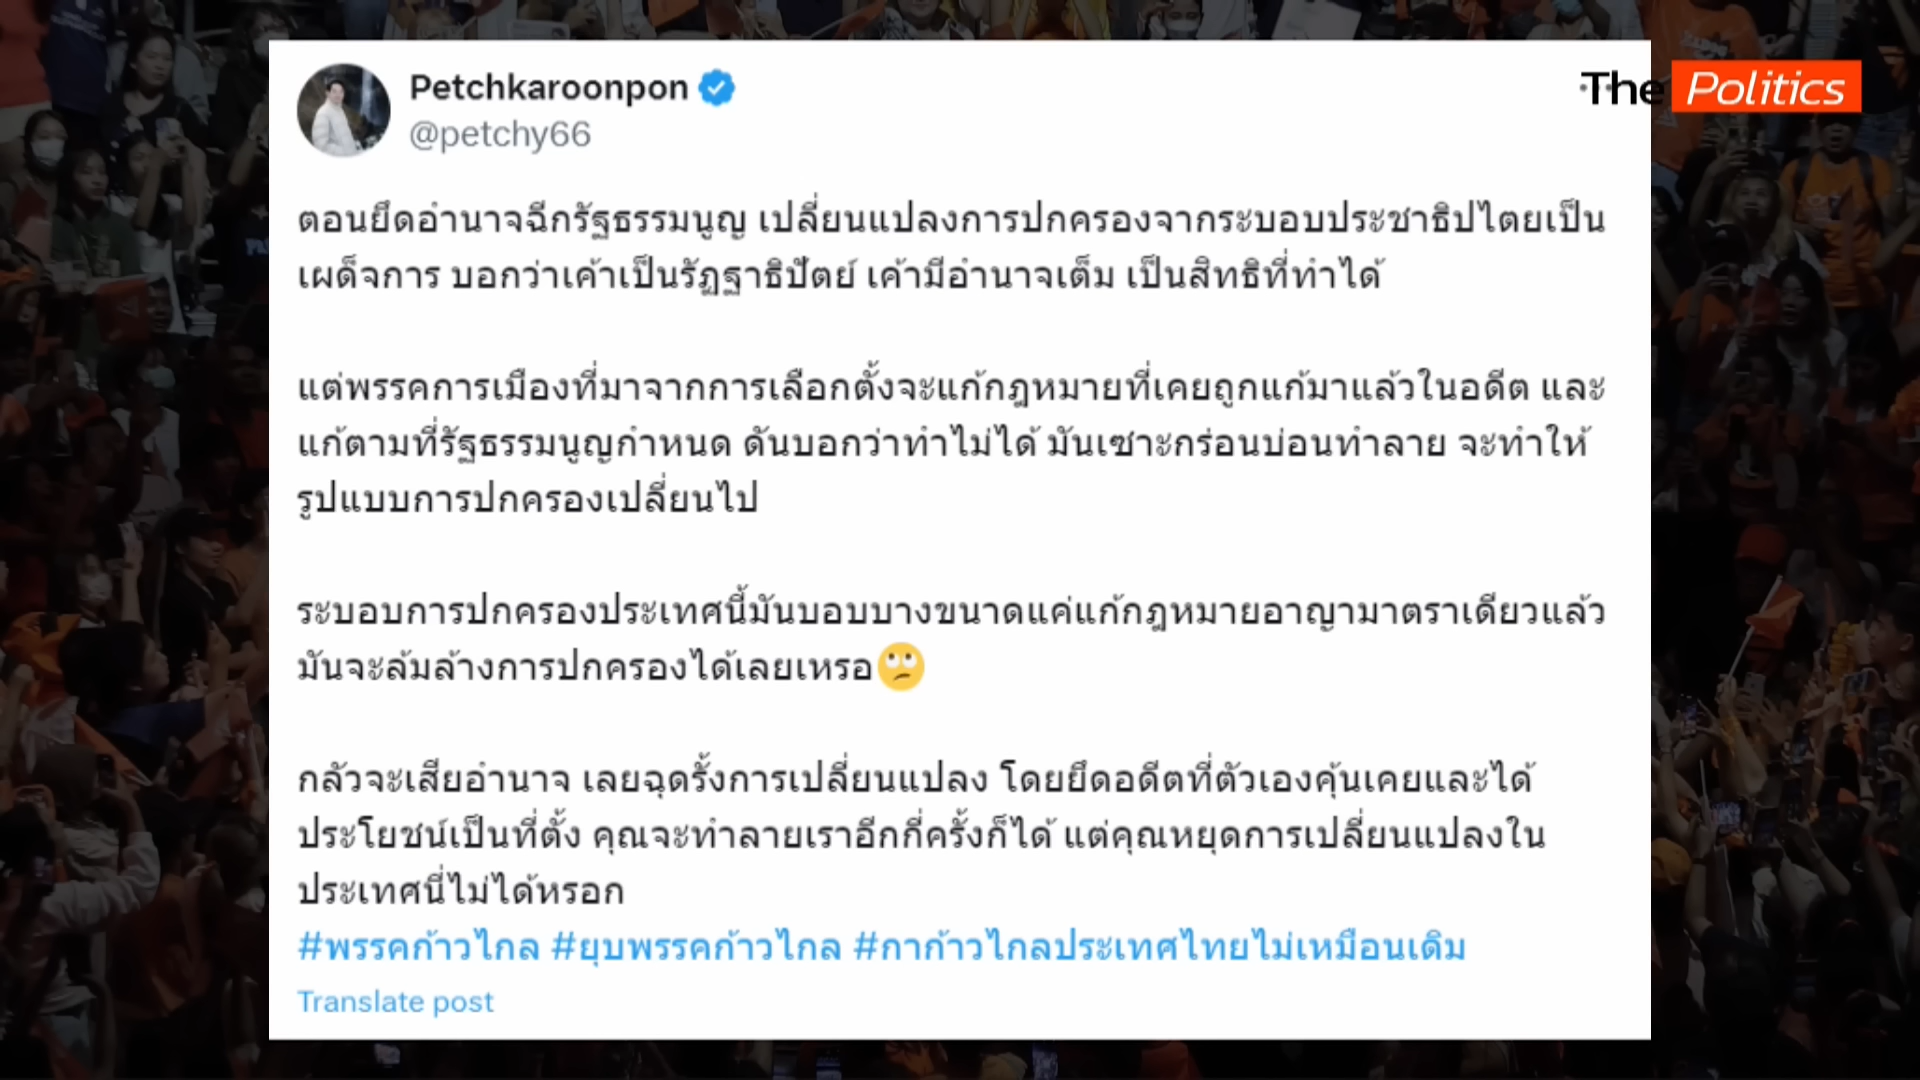 Petchkaroonpon
The Politics
@petchy66
ตอนยึดอำนาจฉีกรัฐธรรมนูญ เปลี่ยนแปลงการปกครองจากระบอบประชาธิปไตยเป็น
เผด็จการ บอกว่าเค้าเป็นรัฏฐาธิปัตย์ เค้ามีอำนาจเต็ม เป็นสิทธิที่ทำได้
แต่พรรคการเมืองที่มาจากการเลือกตั้งจะแก้กฎหมายที่เคยถูกแก้มาแล้วในอดีต และ
แก้ตามที่รัฐธรรมนูญกำหนด ดันบอกว่าทำไม่ได้ มันเซาะกร่อนบ่อนทำลาย จะทำให้
รูปแบบการปกครองเปลี่ยนไป
ระบอบการปกครองประเทศนี้มันบอบบางขนาดแค่แก้กฎหมายอาญามาตราเดียวแล้ว
มันจะล้มล้างการปกครองได้เลยเหรอ🙄
กลัวจะเสียอำนาจ เลยฉุดรั้งการเปลี่ยนแปลง โดยยึดอดีตที่ตัวเองคุ้นเคยและได้
ประโยชน์เป็นที่ตั้ง คุณจะทำลายเราอีกกี่ครั้งก็ได้ แต่คุณหยุดการเปลี่ยนแปลงใน
ประเทศนี่ไม่ได้หรอก
#พรรคก้าวไกล #ยุบพรรคก้าวไกล #กาก้าวไกลประเทศไทยไม่เหมือนเดิม
Translate post